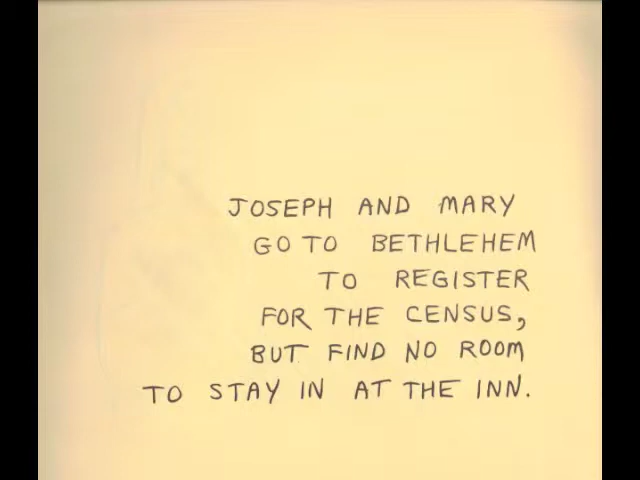 JOSEPH AND MARY
GO TO BETHLEHEM
TO REGISTER
FOR THE CENSUS,
BUT FIND NO ROOM
TO STAY IN AT THE INN.